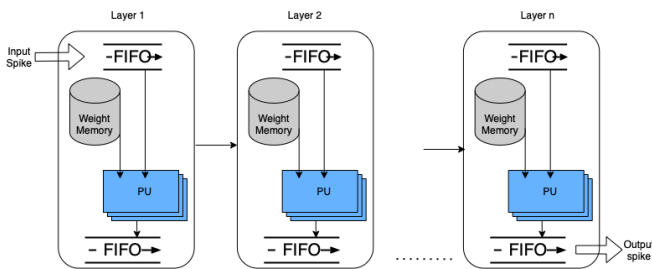 Layer 1
Layer 2
Layer n
Input
Spike
FIFO
FIFO
FIFO
Weight
Memory
Weight
Memory
Weight
Memory
PU
PU
PU
FIFO
FIFO
FIFO
Output
spike
.........